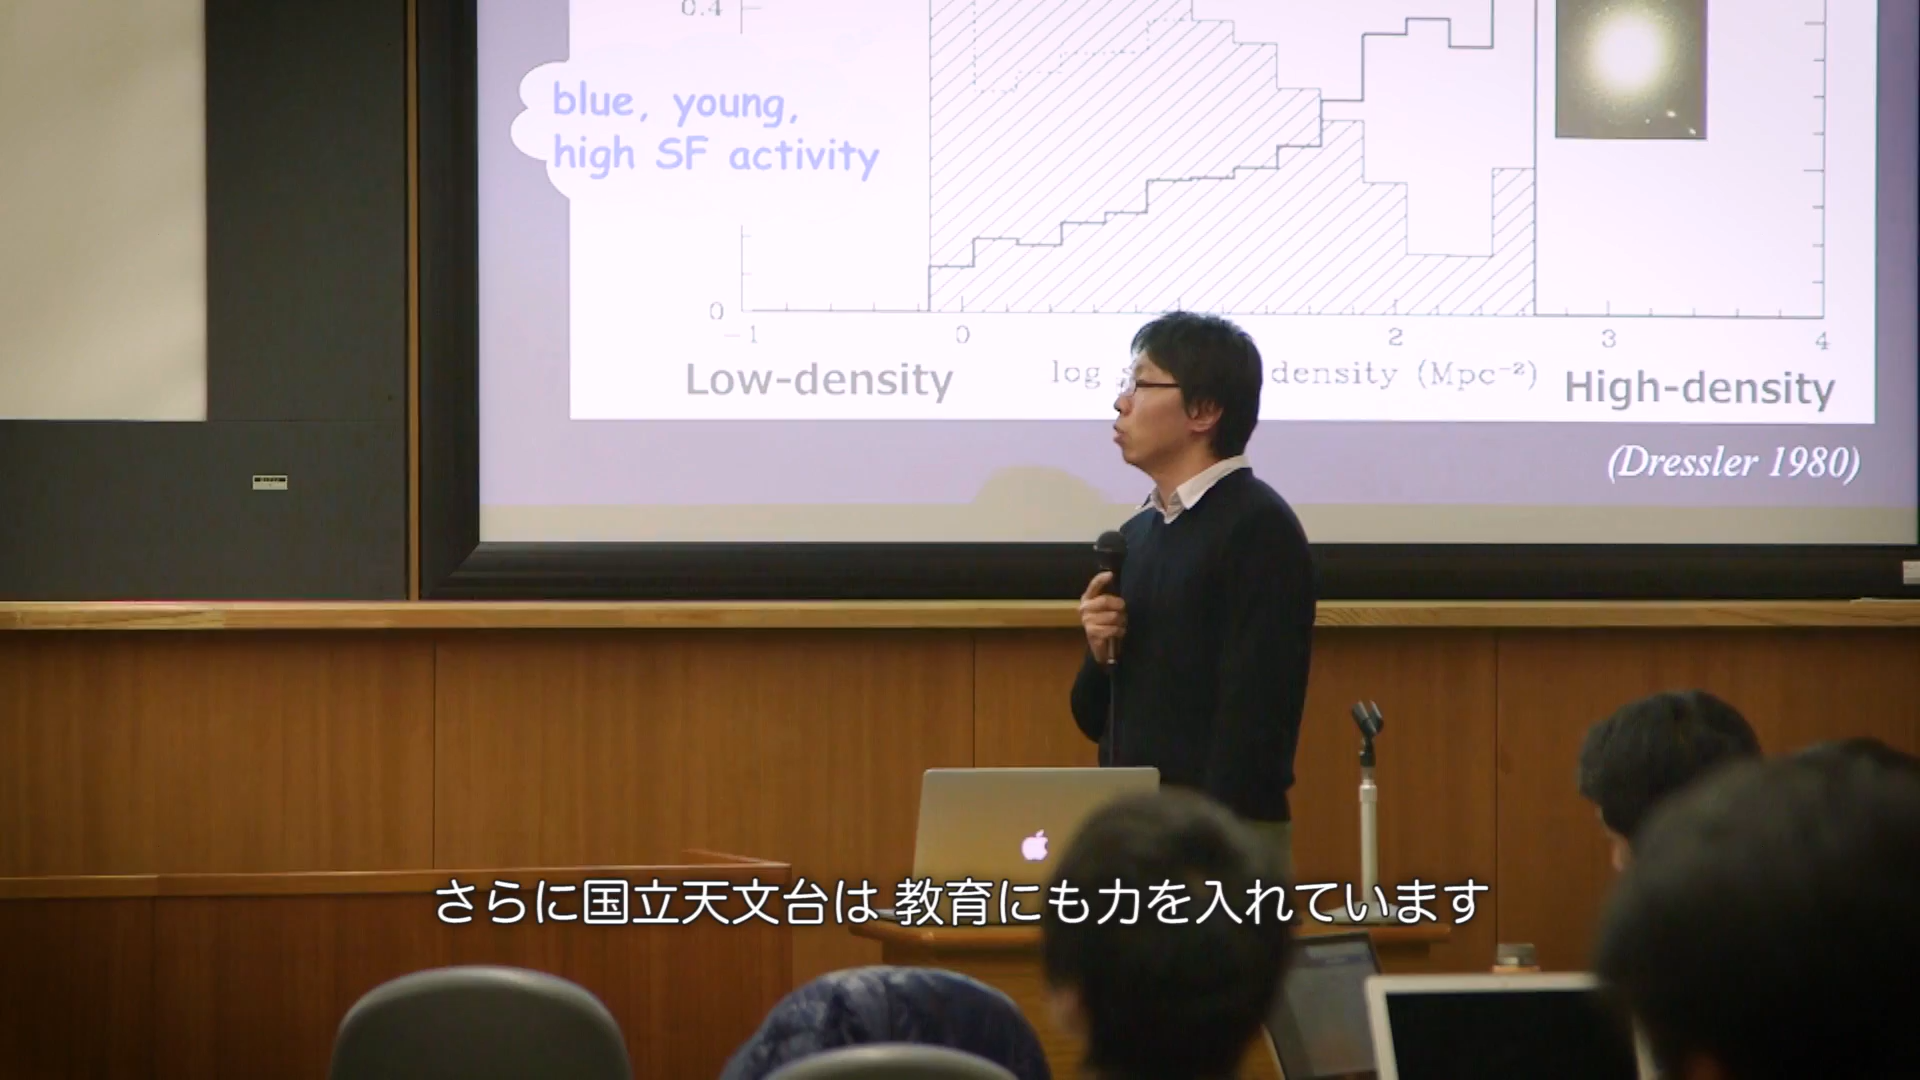 0.4
blue, young,
high SF activity
0
-1 0 2 3 4
log density (Mpc⁻²)
Low-density
High-density
(Dressler 1980)
さらに国立天文台は 教育にも力を入れています